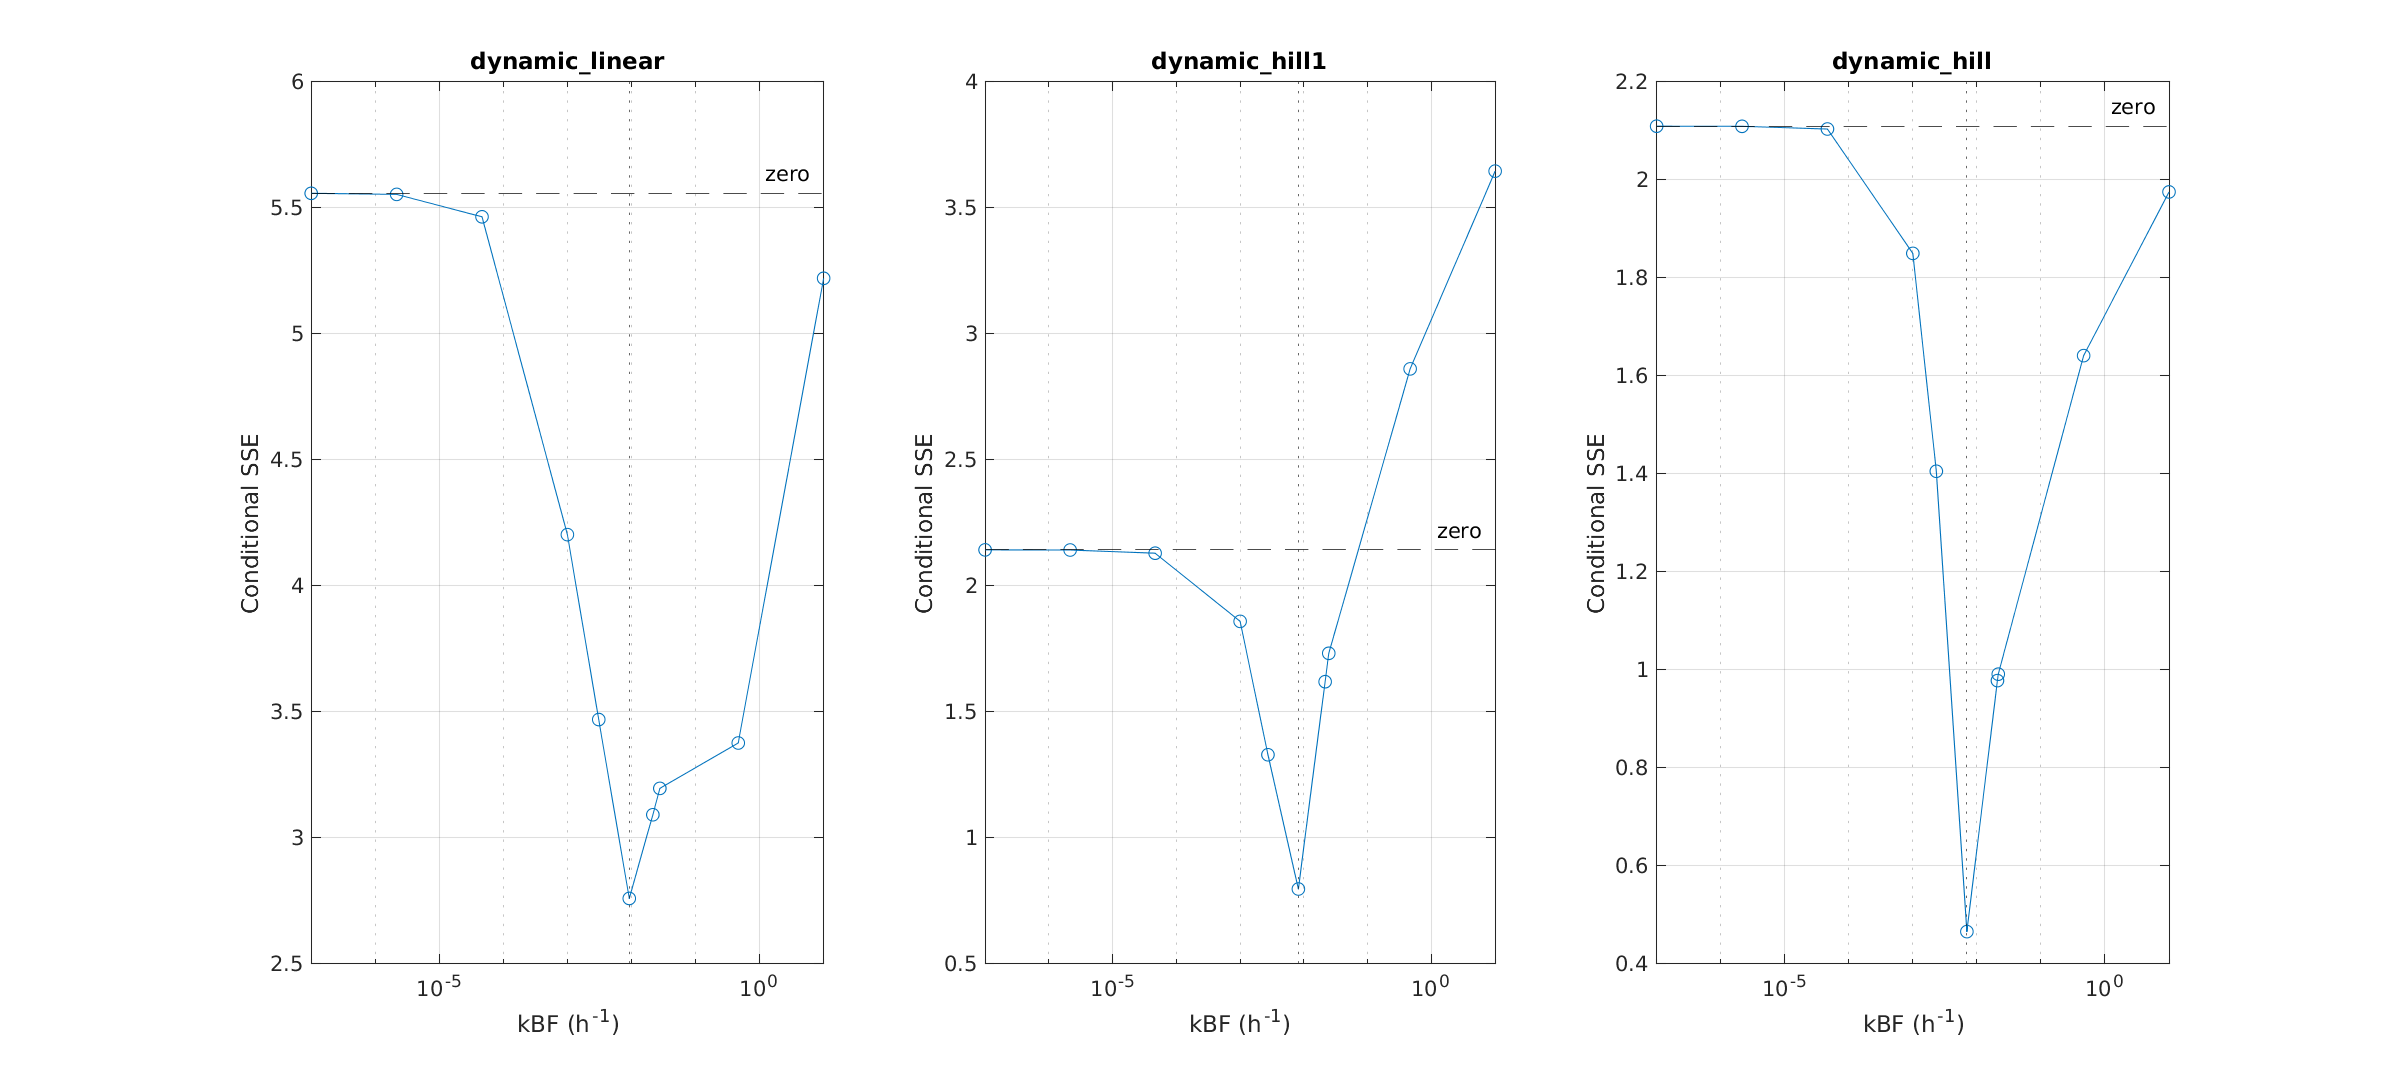 dynamic_linear
6
5.5
5
4.5
4
3.5
3
2.5
10^-5
10^0
zero
Conditional SSE
kBF (h^-1)
dynamic_hill1
4
3.5
3
2.5
2
1.5
1
0.5
10^-5
10^0
zero
Conditional SSE
kBF (h^-1)
dynamic_hill
2.2
2
1.8
1.6
1.4
1.2
1
0.8
0.6
0.4
10^-5
10^0
zero
Conditional SSE
kBF (h^-1)